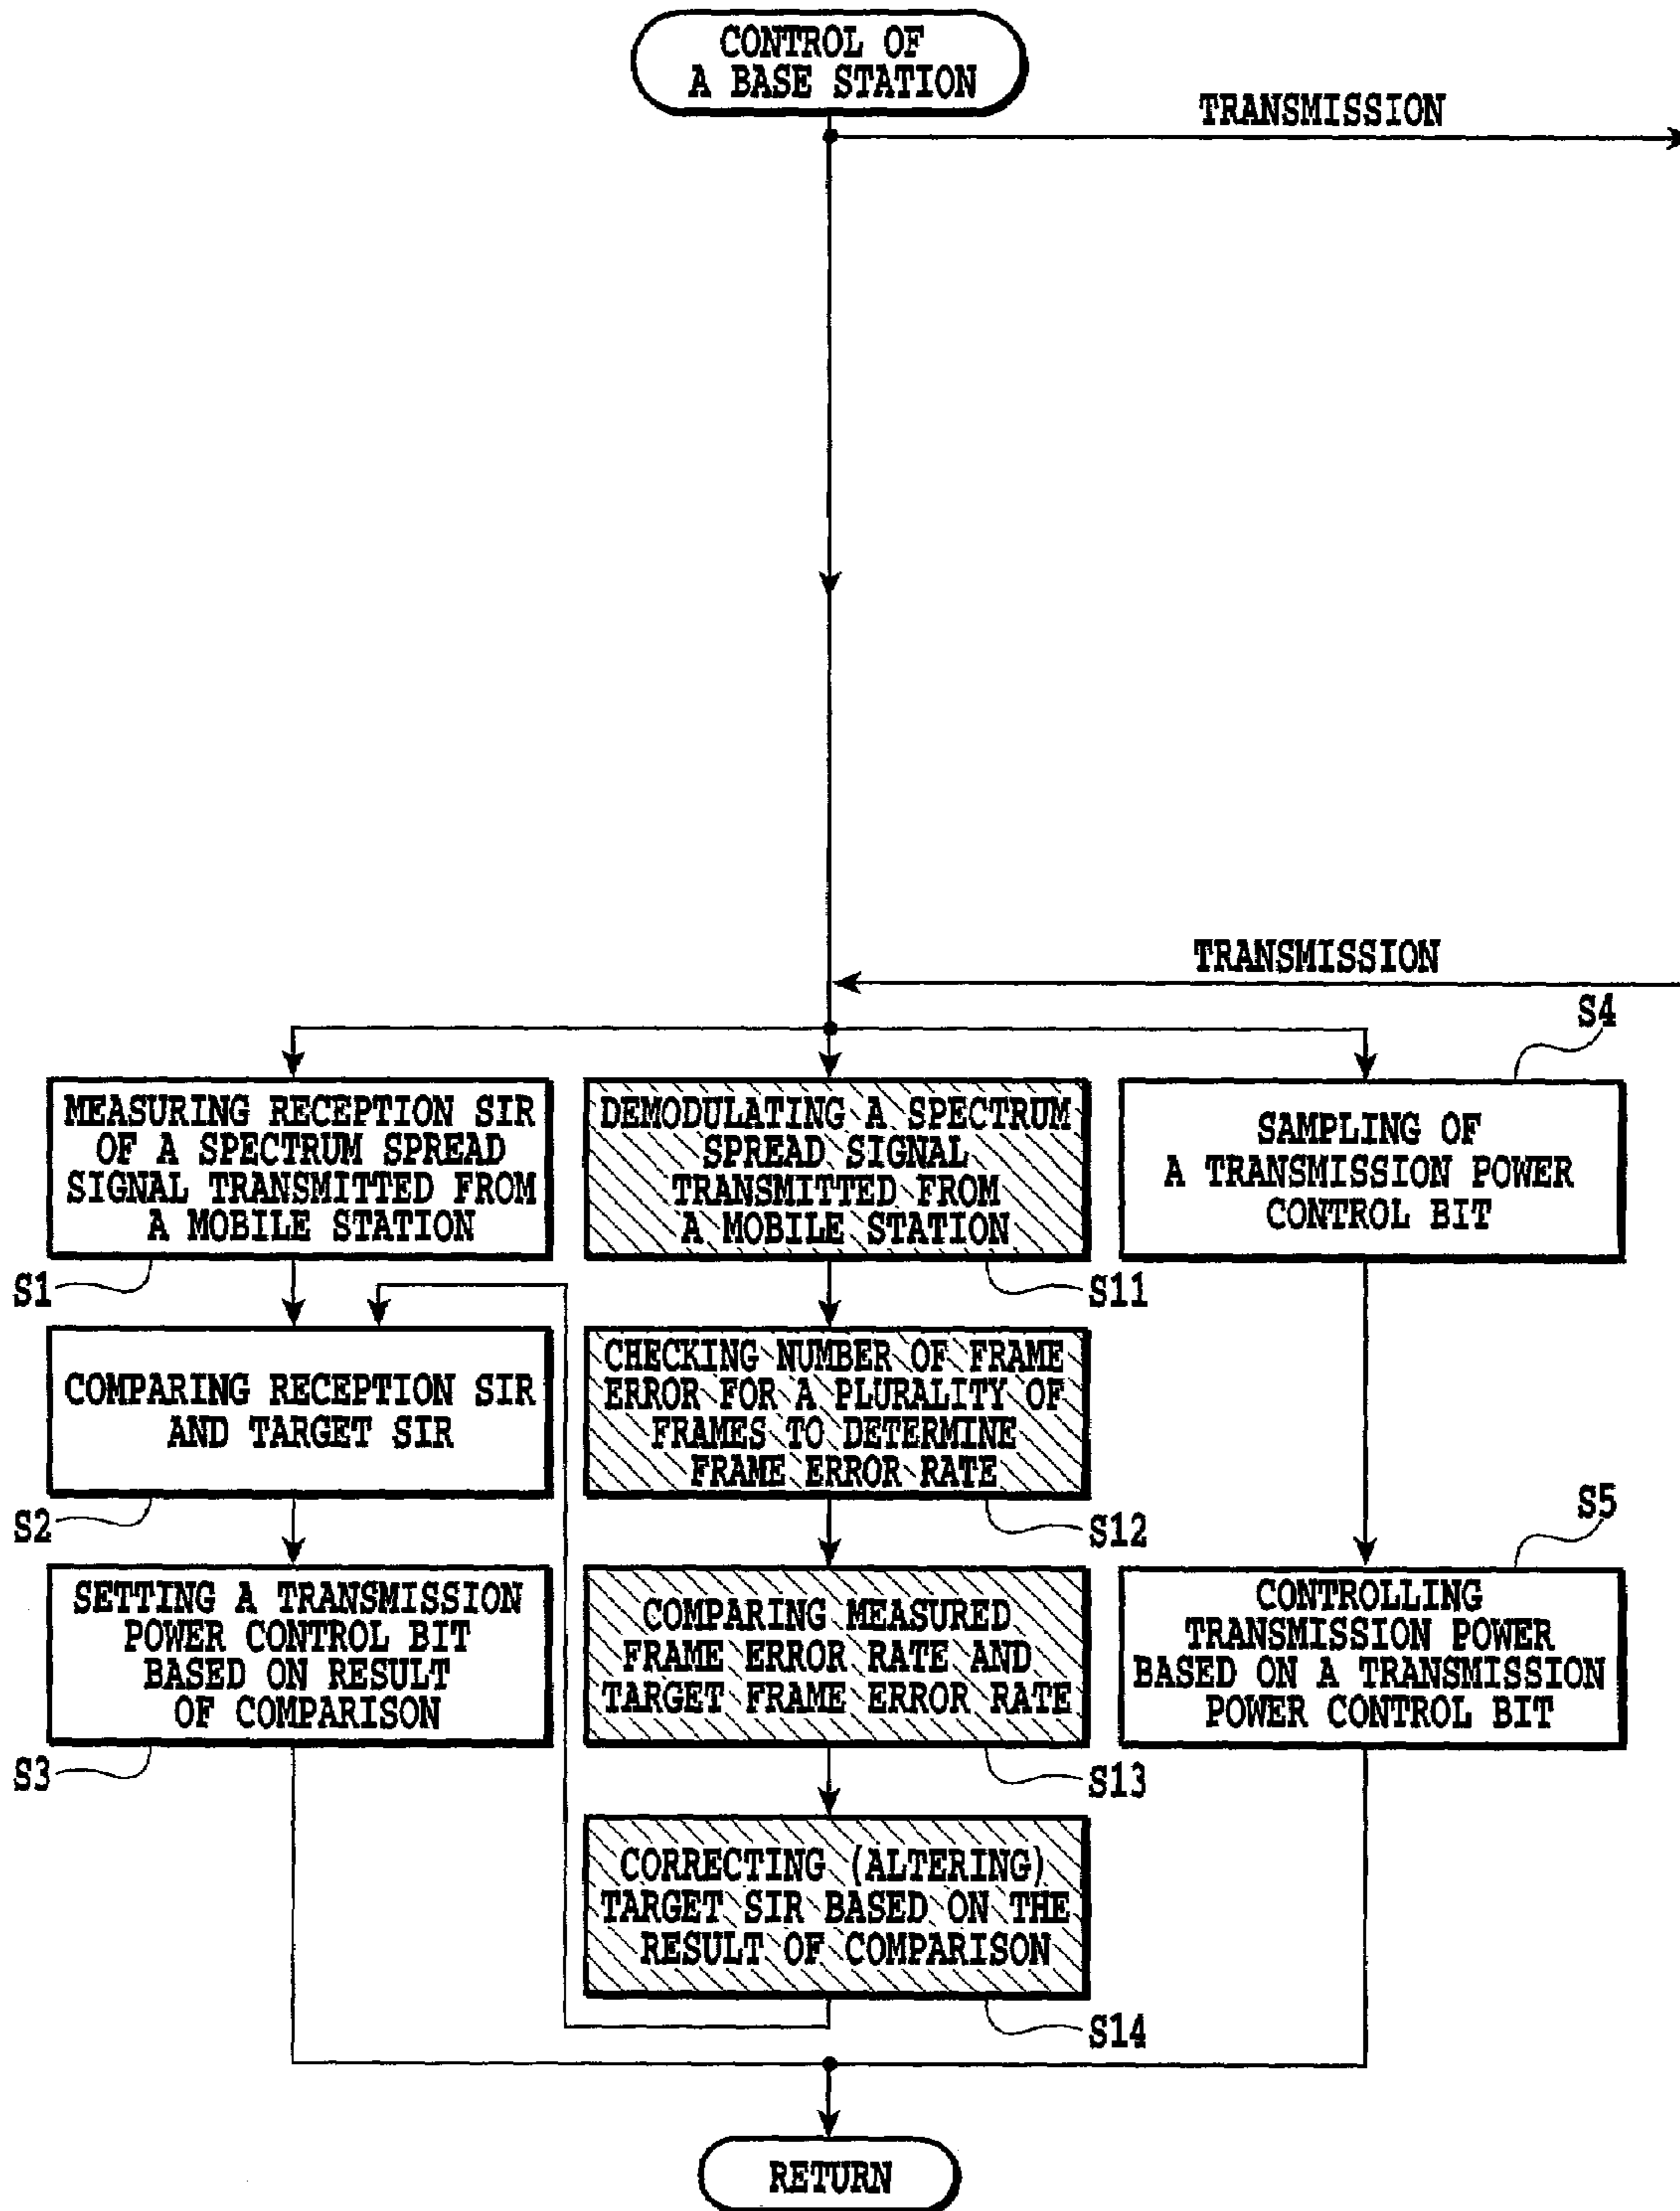 CONTROL OF
A BASE STATION
TRANSMISSION
TRANSMISSION
S4
MEASURING RECEPTION SIR
OF A SPECTRUM SPREAD
SIGNAL TRANSMITTED FROM
A MOBILE STATION
S1
DEMODULATING A SPECTRUM
SPREAD SIGNAL
TRANSMITTED FROM
A MOBILE STATION
S11
SAMPLING OF
A TRANSMISSION POWER
CONTROL BIT
COMPARING RECEPTION SIR
AND TARGET SIR
S2
CHECKING NUMBER OF FRAME
ERROR FOR A PLURALITY OF
FRAMES TO DETERMINE
FRAME ERROR RATE
S12
S5
SETTING A TRANSMISSION
POWER CONTROL BIT
BASED ON RESULT
OF COMPARISON
S3
COMPARING MEASURED
FRAME ERROR RATE AND
TARGET FRAME ERROR RATE
S13
CONTROLLING
TRANSMISSION POWER
BASED ON A TRANSMISSION
POWER CONTROL BIT
CORRECTING (ALTERING)
TARGET SIR BASED ON THE
RESULT OF COMPARISON
S14
RETURN